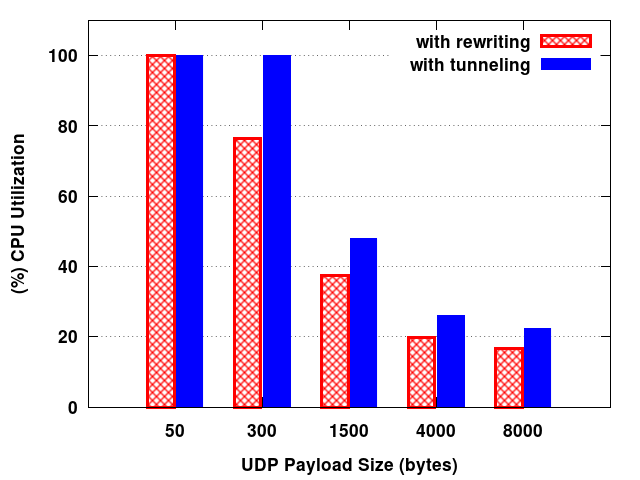 with rewriting
with tunneling
100
80
60
40
20
0
(%) CPU Utilization
50 300 1500 4000 8000
UDP Payload Size (bytes)